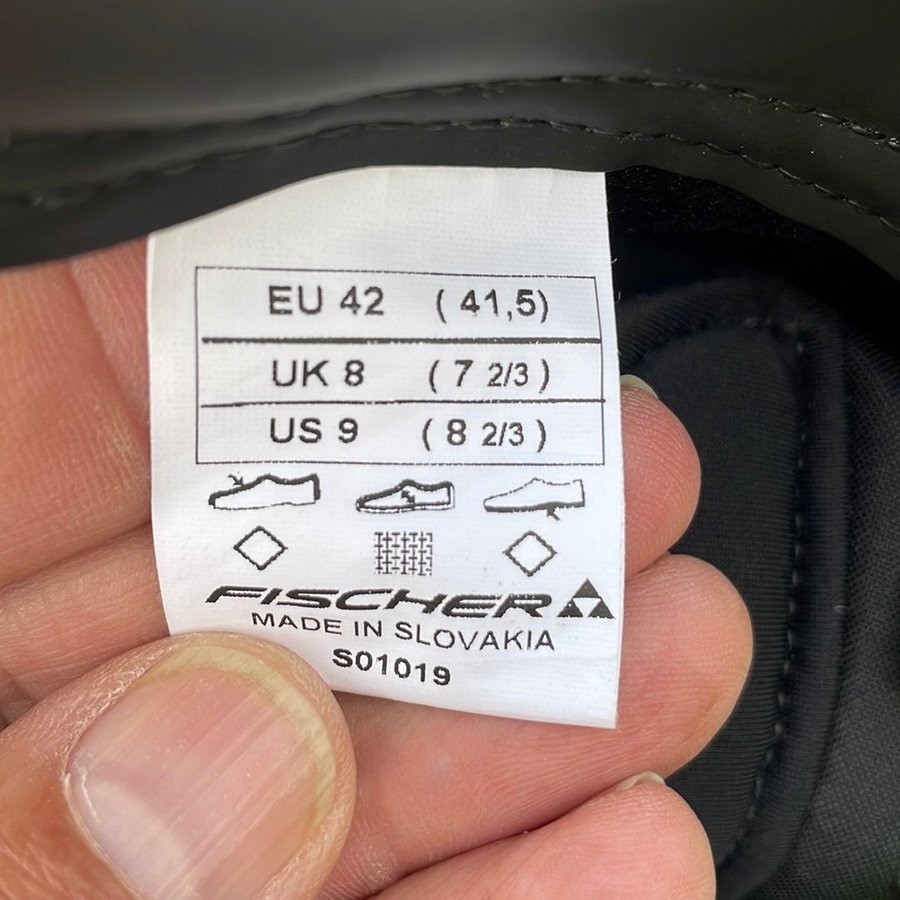 EU 42 ( 41,5)
UK 8 ( 7 2/3 )
US 9 ( 8 2/3 )
FISCHER
MADE IN SLOVAKIA
S01019